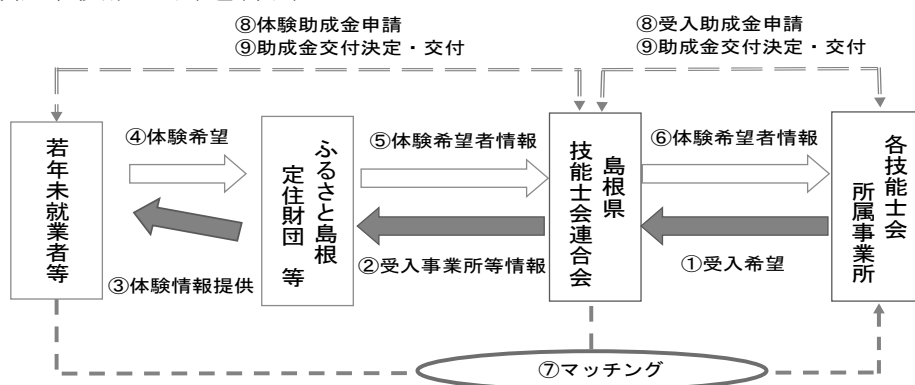 ⑧体験助成金申請
⑨助成金交付決定・交付
⑧受入助成金申請
⑨助成金交付決定・交付
若年未就業者等
④体験希望
③体験情報提供
ふるさと島根
定住財団 等
⑤体験希望者情報
②受入事業所等情報
島根県
技能士会連合会
⑥体験希望者情報
①受入希望
各技能士会
所属事業所
⑦マッチング